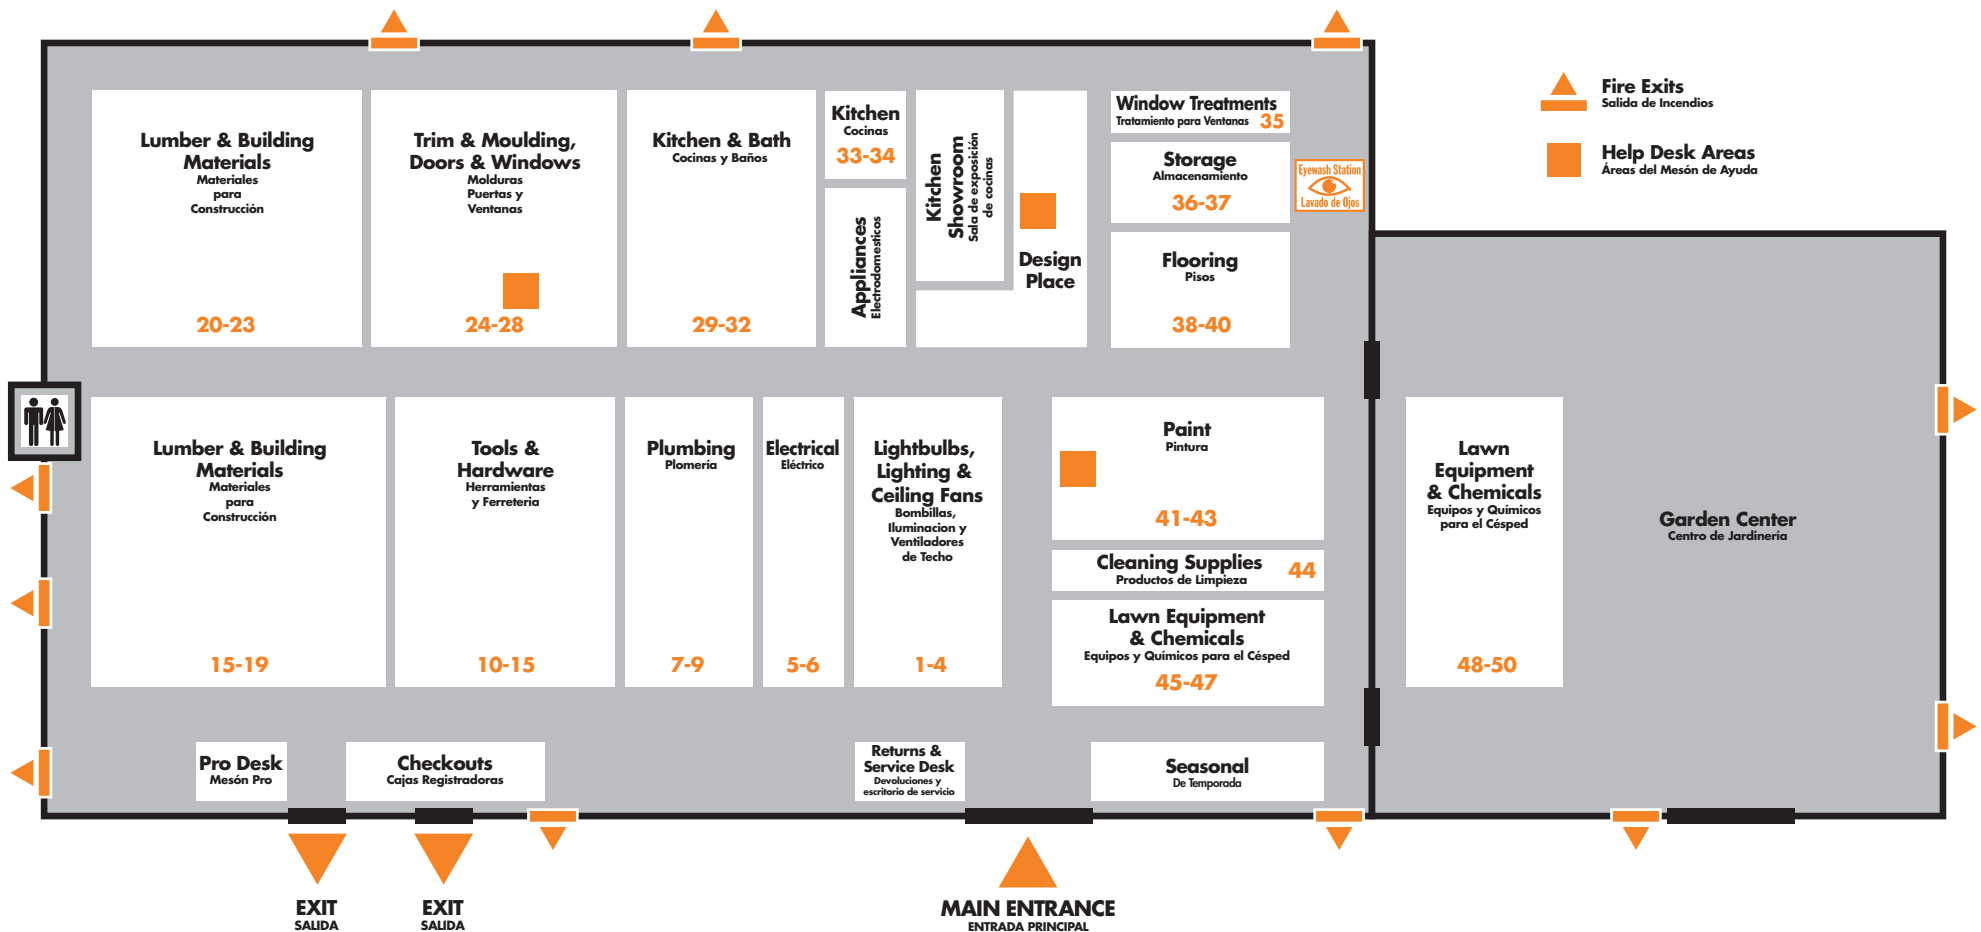 Fire Exits
Salida de Incendios
Help Desk Areas
Áreas del Mesón de Ayuda
Lumber & Building
Materials
Materiales
para
Construcción
20-23
Trim & Moulding,
Doors & Windows
Molduras
Puertas y
Ventanas
24-28
Kitchen & Bath
Cocinas y Baños
29-32
Kitchen
Cocinas
33-34
Appliances
Electrodomesticos
Kitchen
Showroom
Sala de exposición
de cocinas
Design
Place
Window Treatments
Tratamiento para Ventanas 35
Storage
Almacenamiento
36-37
Eyewash Station
Lavado de Ojos
Flooring
Pisos
38-40
Lumber & Building
Materials
Materiales
para
Construcción
15-19
Tools &
Hardware
Herramientas
y Ferreteria
10-15
Plumbing
Plomería
7-9
Electrical
Eléctrico
5-6
Lightbulbs,
Lighting &
Ceiling Fans
Bombillas,
Iluminacion y
Ventiladores
de Techo
1-4
Paint
Pintura
41-43
Cleaning Supplies
Productos de Limpieza
44
Lawn Equipment
& Chemicals
Equipos y Químicos para el Césped
45-47
Lawn
Equipment
& Chemicals
Equipos y Químicos
para el Césped
48-50
Garden Center
Centro de Jardinería
Pro Desk
Mesón Pro
Checkouts
Cajas Registradoras
Returns &
Service Desk
Devoluciones y
escritorio de servicio
Seasonal
De Temporada
EXIT
SALIDA
EXIT
SALIDA
MAIN ENTRANCE
ENTRADA PRINCIPAL